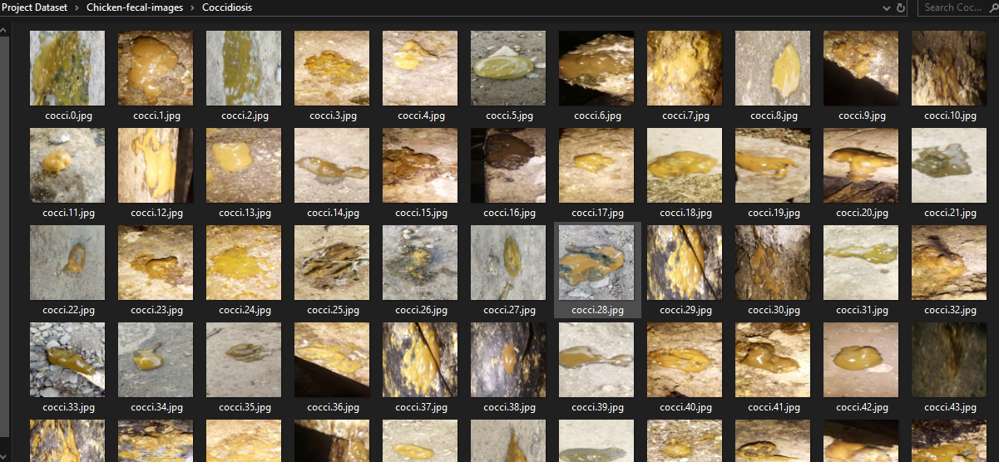 Project Dataset > Chicken-fecal-images > Coccidiosis
Search Coc...
cocci.0.jpg cocci.1.jpg cocci.2.jpg cocci.3.jpg cocci.4.jpg cocci.5.jpg cocci.6.jpg cocci.7.jpg cocci.8.jpg cocci.9.jpg cocci.10.jpg
cocci.11.jpg cocci.12.jpg cocci.13.jpg cocci.14.jpg cocci.15.jpg cocci.16.jpg cocci.17.jpg cocci.18.jpg cocci.19.jpg cocci.20.jpg cocci.21.jpg
cocci.22.jpg cocci.23.jpg cocci.24.jpg cocci.25.jpg cocci.26.jpg cocci.27.jpg cocci.28.jpg cocci.29.jpg cocci.30.jpg cocci.31.jpg cocci.32.jpg
cocci.33.jpg cocci.34.jpg cocci.35.jpg cocci.36.jpg cocci.37.jpg cocci.38.jpg cocci.39.jpg cocci.40.jpg cocci.41.jpg cocci.42.jpg cocci.43.jpg